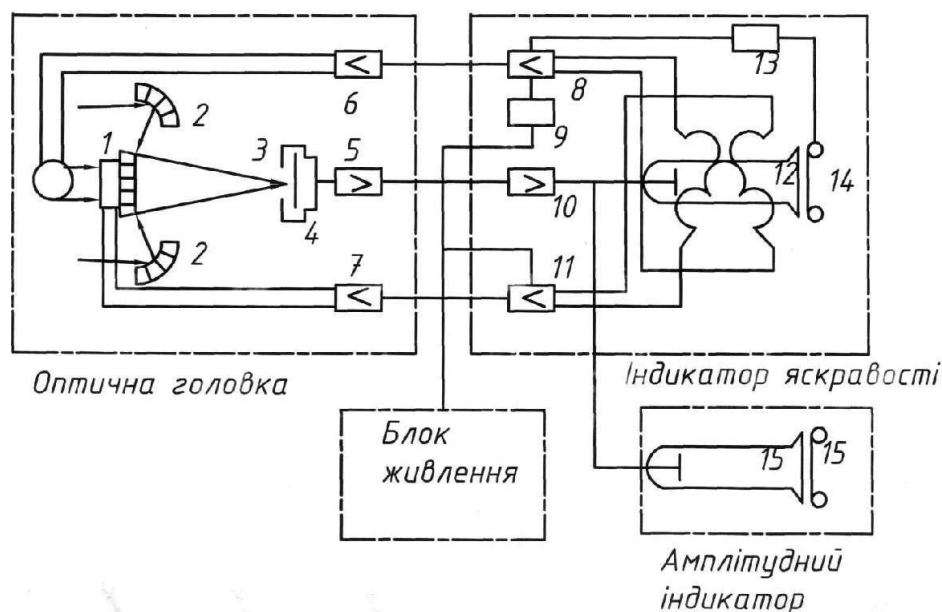 13
6
8
2
9
1
3
5
12
14
4
10
2
7
11
Оптична головка
Індикатор яскравості
Блок
живлення
15
15
Амплітудний
індикатор